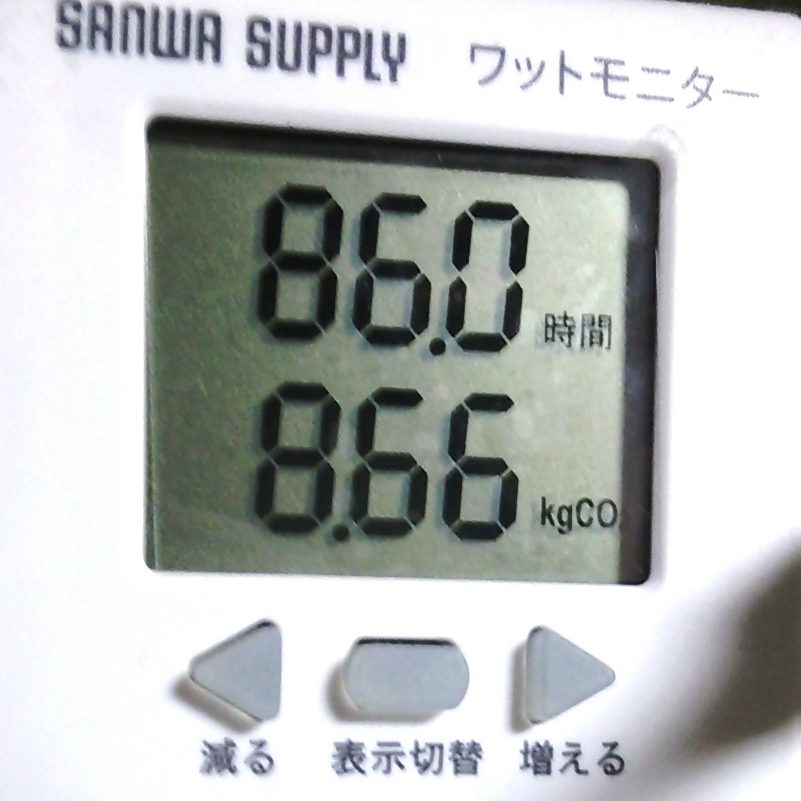 SANWA SUPPLY ワットモニター
86.0 時間
8.66 kgCO₂
減る 表示切替 増える